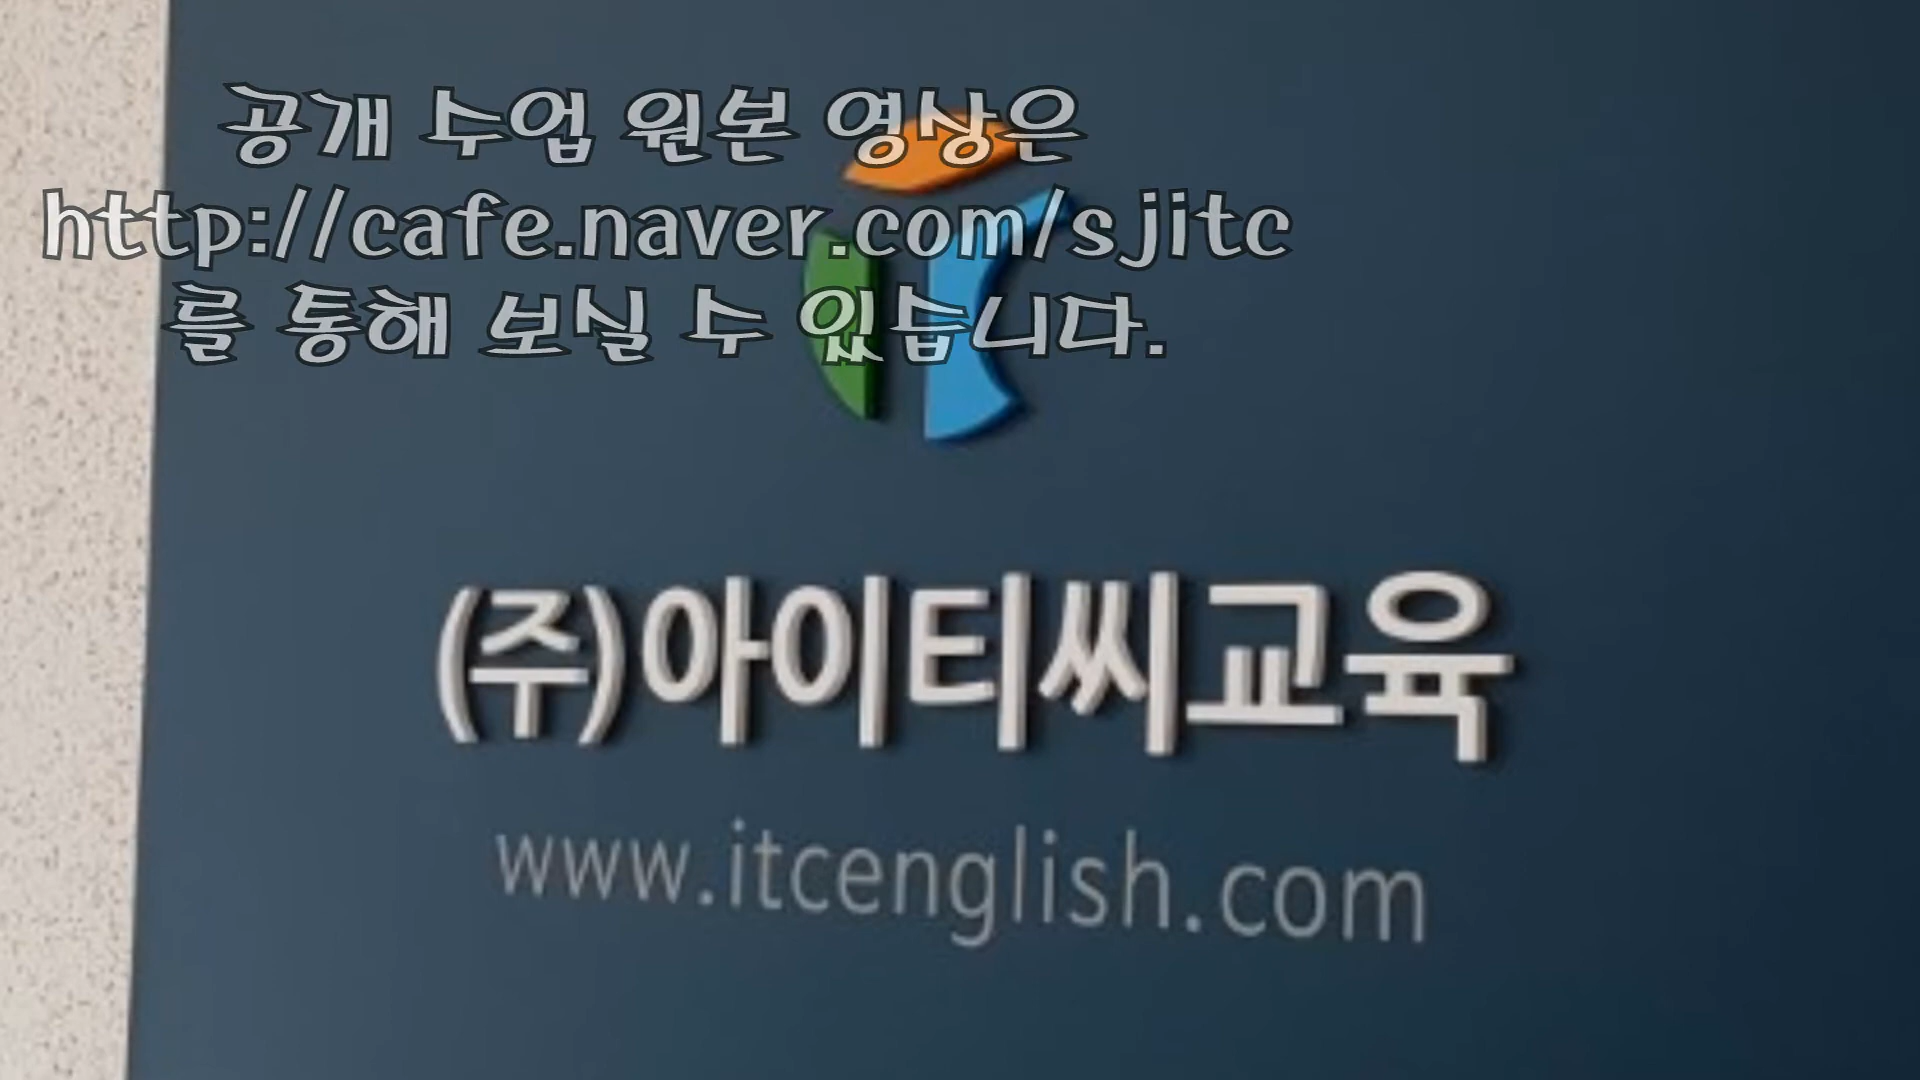 공개 수업 원본 영상은
http://cafe.naver.com/sjitc
를 통해 보실 수 있습니다.
(주)아이티씨교육
www.itcenglish.com